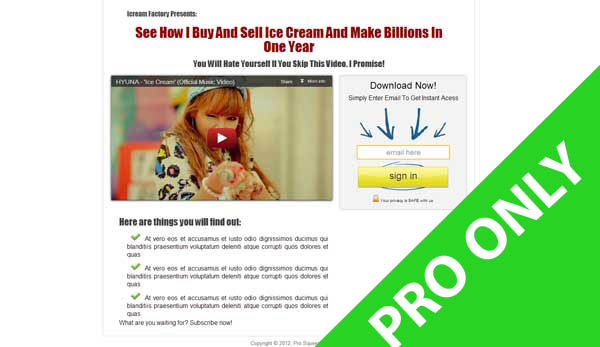 Icream Factory Presents:
See How I Buy And Sell Ice Cream And Make Billions In
One Year
You Will Hate Yourself If You Skip This Video. I Promise!
HYUNA - 'Ice Cream' (Official Music Video)
Share
More info
Download Now!
Simply Enter Email To Get Instant Acess
email here
sign in
Your privacy is SAFE with us
Here are things you will find out:
At vero eos et accusamus et iusto odio dignissimos ducimus qui
blanditiis praesentium voluptatum deleniti atque corrupti quos dolores et
quas
At vero eos et accusamus et iusto odio dignissimos ducimus qui
blanditiis praesentium voluptatum deleniti atque corrupti quos dolores et
quas
At vero eos et accusamus et iusto odio dignissimos ducimus qui
blanditiis praesentium voluptatum deleniti atque corrupti quos dolores et
quas
What are you waiting for? Subscribe now!
Copyright © 2012. Pro
PRO ONLY